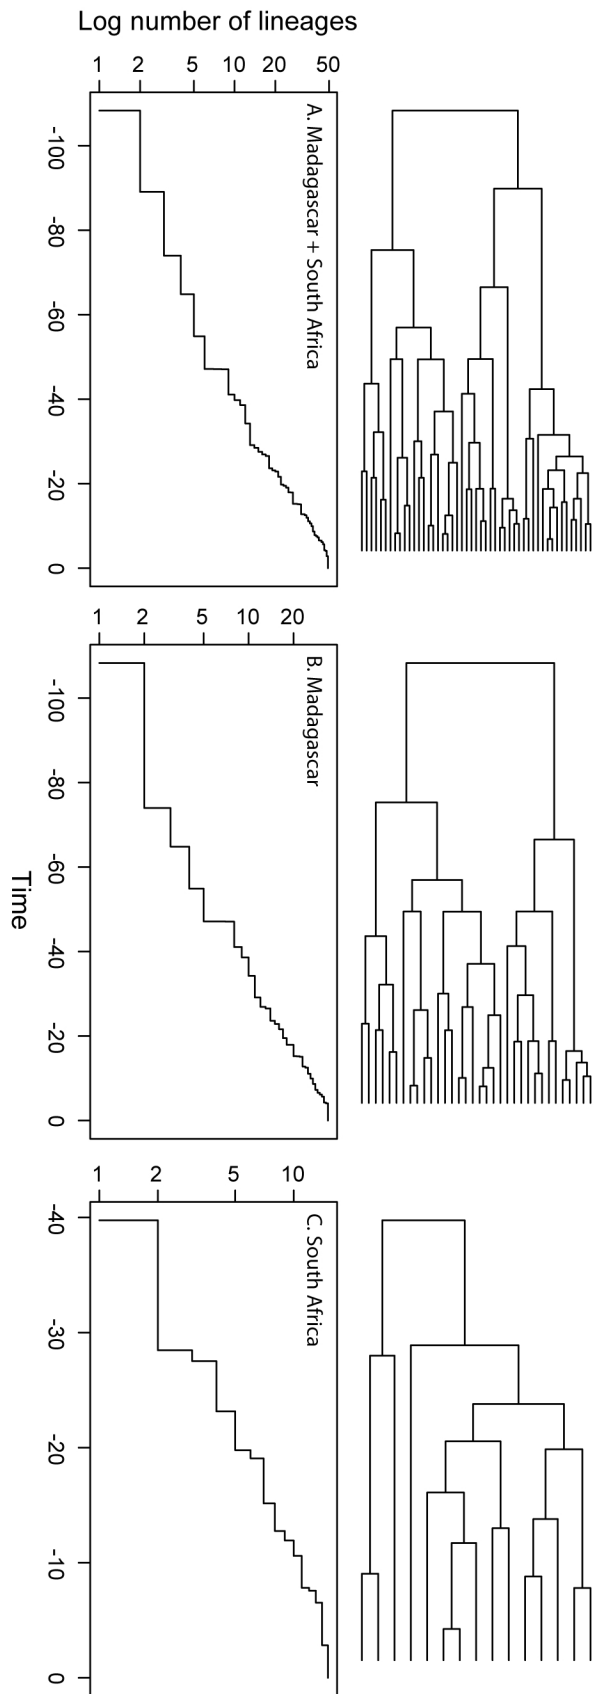 Log number of lineages
1 2 5 10 20 50
A. Madagascar + South Africa
-100 -80 -60 -40 -20 0
1 2 5 10 20
B. Madagascar
-100 -80 -60 -40 -20 0
Time
1 2 5 10
C. South Africa
-40 -30 -20 -10 0